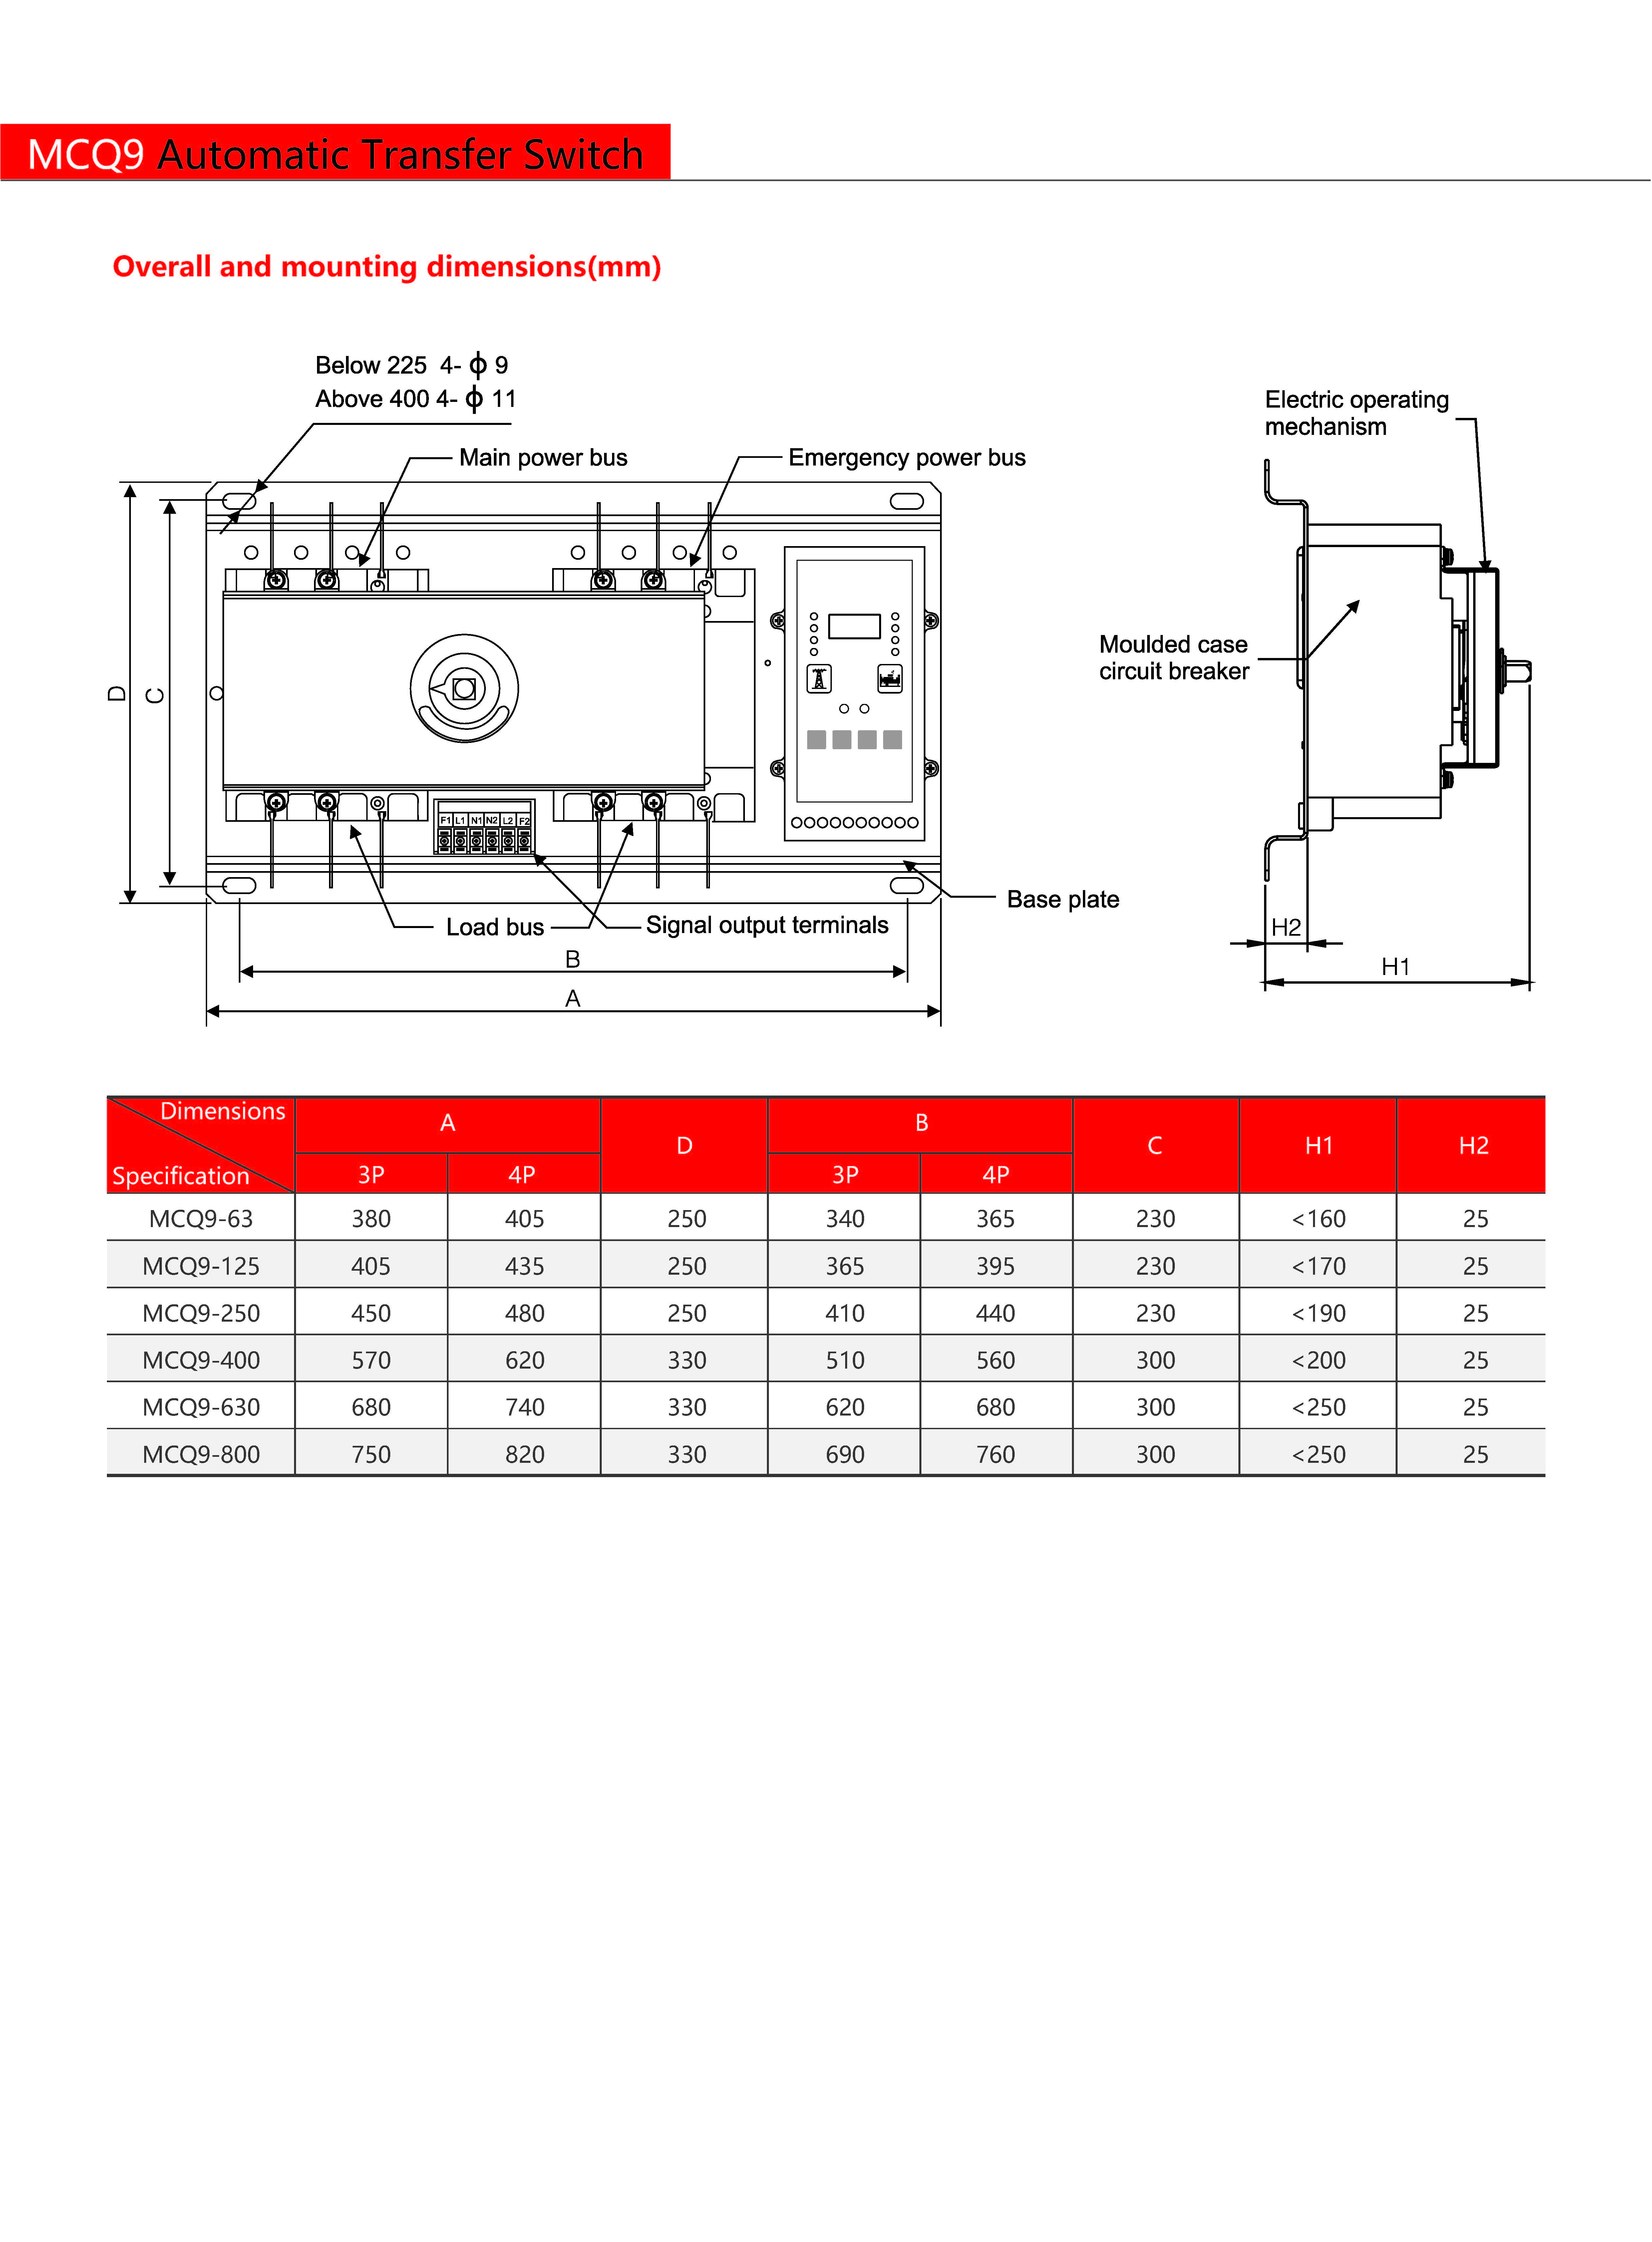 MCQ9 Automatic Transfer Switch
Overall and mounting dimensions(mm)
Below 225 4- ϕ 9
Above 400 4- ϕ 11
Main power bus
Emergency power bus
Electric operating
mechanism
Moulded case
circuit breaker
D
C
F1 L1 N1 N2 L2 F2
Base plate
Load bus
Signal output terminals
B
A
H2
H1
Dimensions A D B C H1 H2
Specification 3P 4P 3P 4P
MCQ9-63 380 405 250 340 365 230 <160 25
MCQ9-125 405 435 250 365 395 230 <170 25
MCQ9-250 450 480 250 410 440 230 <190 25
MCQ9-400 570 620 330 510 560 300 <200 25
MCQ9-630 680 740 330 620 680 300 <250 25
MCQ9-800 750 820 330 690 760 300 <250 25